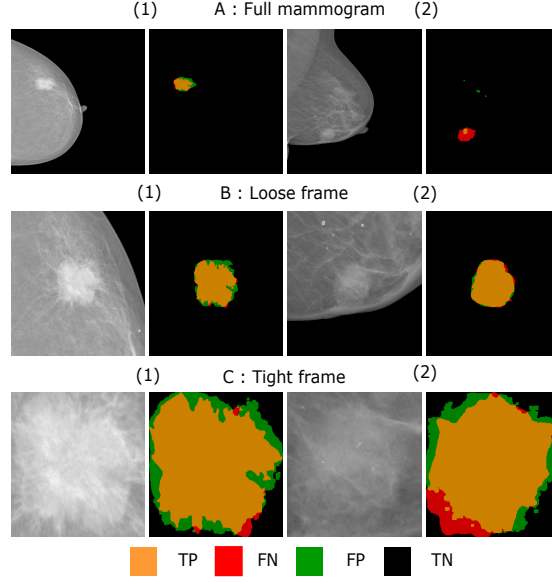 (1) A : Full mammogram (2)
(1) B : Loose frame (2)
(1) C : Tight frame (2)
TP FN FP TN